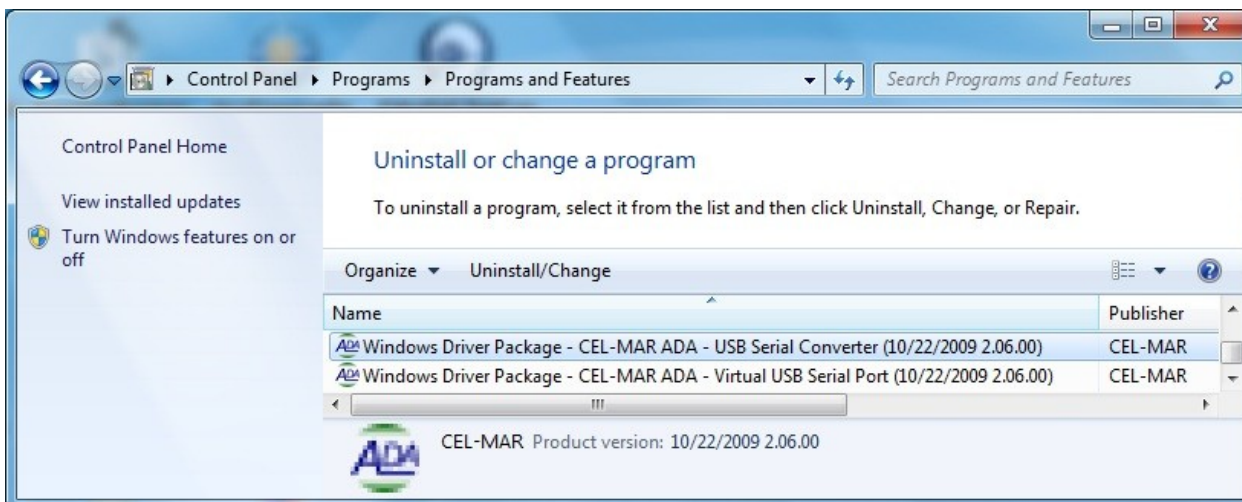 Control Panel ▸ Programs ▸ Programs and Features
Search Programs and Features
Control Panel Home
View installed updates
Turn Windows features on or
off
Uninstall or change a program
To uninstall a program, select it from the list and then click Uninstall, Change, or Repair.
Organize Uninstall/Change
Name Publisher
ADA Windows Driver Package - CEL-MAR ADA - USB Serial Converter (10/22/2009 2.06.00) CEL-MAR
ADA Windows Driver Package - CEL-MAR ADA - Virtual USB Serial Port (10/22/2009 2.06.00) CEL-MAR
ADA CEL-MAR Product version: 10/22/2009 2.06.00